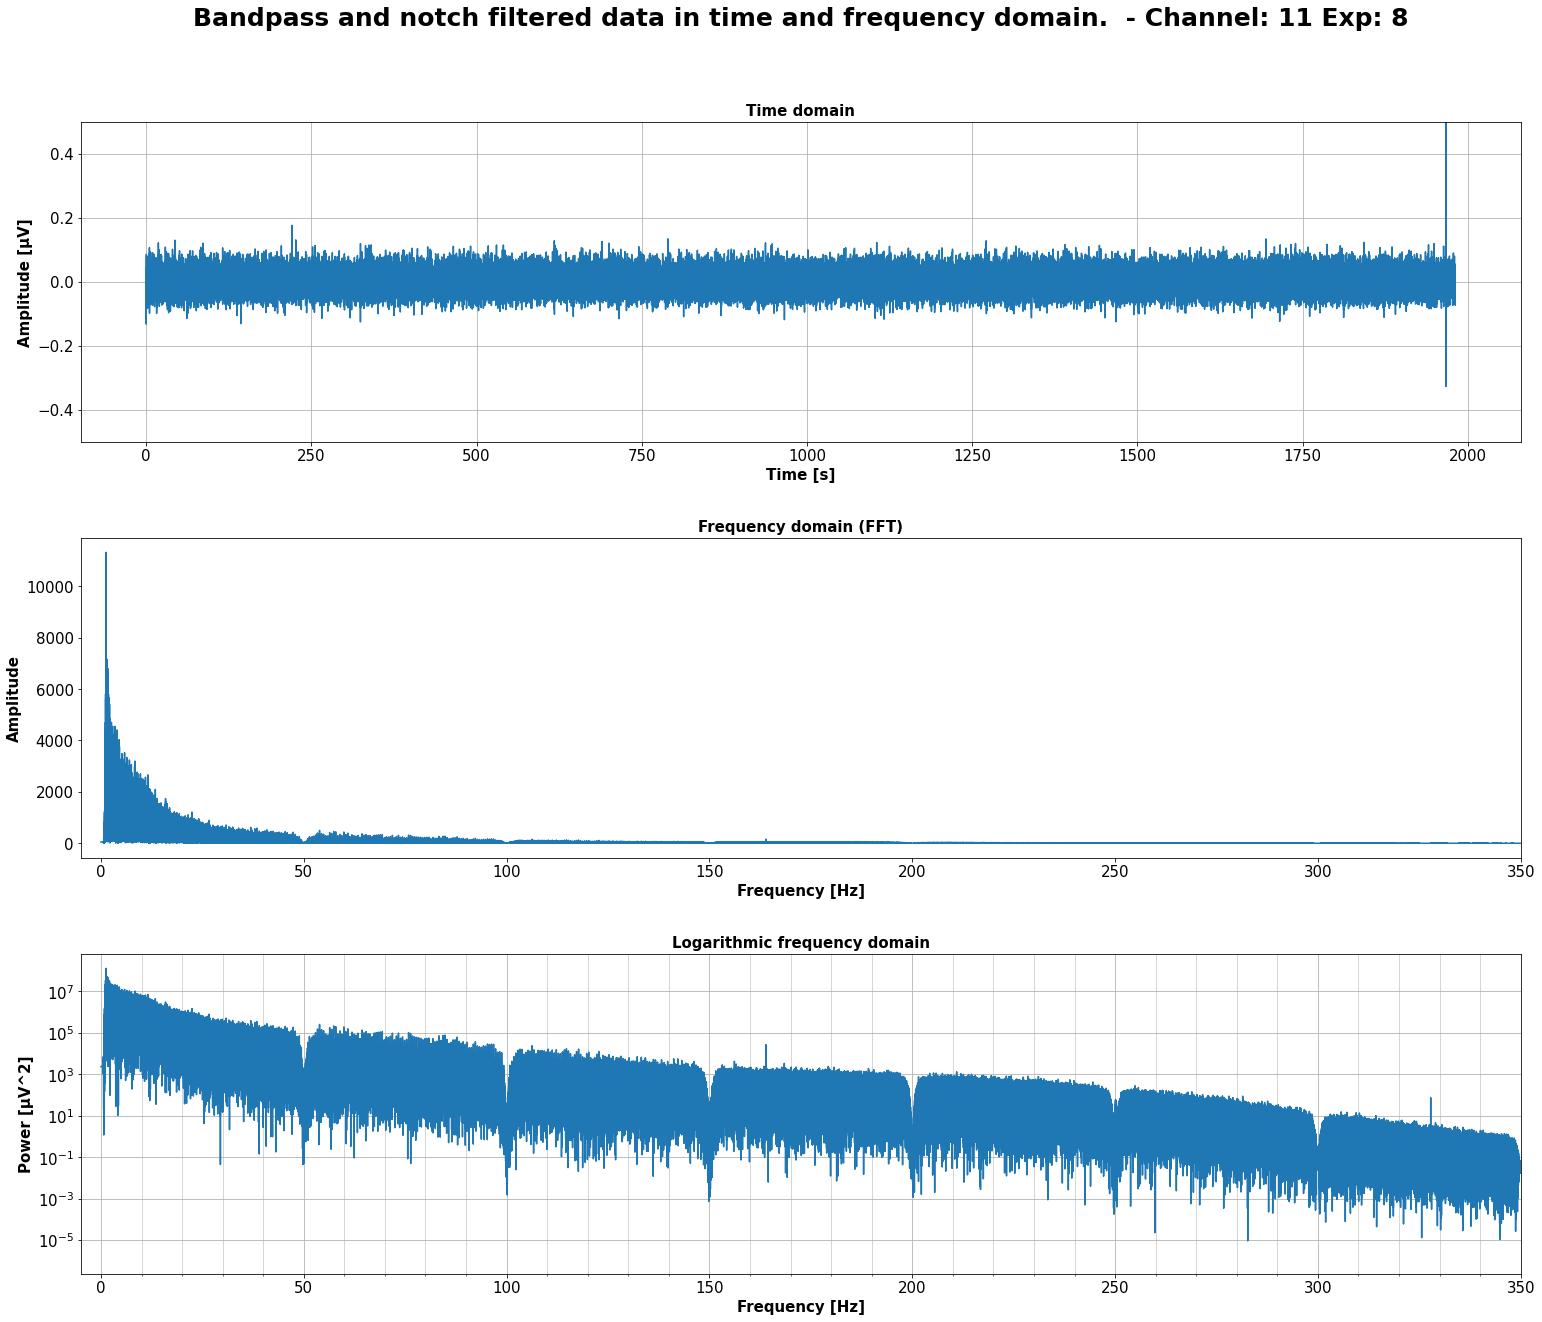 Bandpass and notch filtered data in time and frequency domain.  - Channel: 11 Exp: 8
Time domain
Amplitude [µV]
0.4
0.2
0.0
−0.2
−0.4
0 250 500 750 1000 1250 1500 1750 2000
Time [s]
Frequency domain (FFT)
Amplitude
10000
8000
6000
4000
2000
0
0 50 100 150 200 250 300 350
Frequency [Hz]
Logarithmic frequency domain
Power [µV^2]
10^7
10^5
10^3
10^1
10^−1
10^−3
10^−5
0 50 100 150 200 250 300 350
Frequency [Hz]